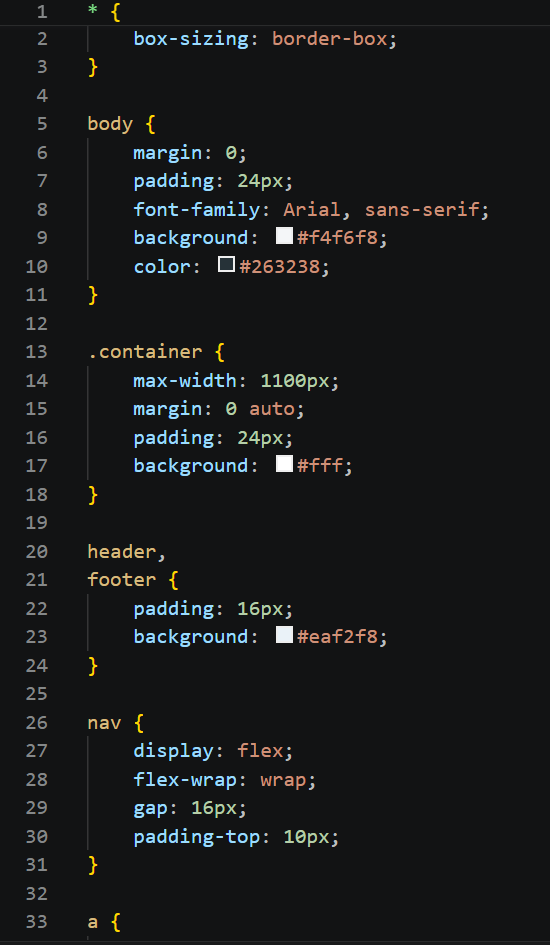 1 * {
2     box-sizing: border-box;
3 }
4
5 body {
6     margin: 0;
7     padding: 24px;
8     font-family: Arial, sans-serif;
9     background: #f4f6f8;
10     color: #263238;
11 }
12
13 .container {
14     max-width: 1100px;
15     margin: 0 auto;
16     padding: 24px;
17     background: #fff;
18 }
19
20 header,
21 footer {
22     padding: 16px;
23     background: #eaf2f8;
24 }
25
26 nav {
27     display: flex;
28     flex-wrap: wrap;
29     gap: 16px;
30     padding-top: 10px;
31 }
32
33 a {